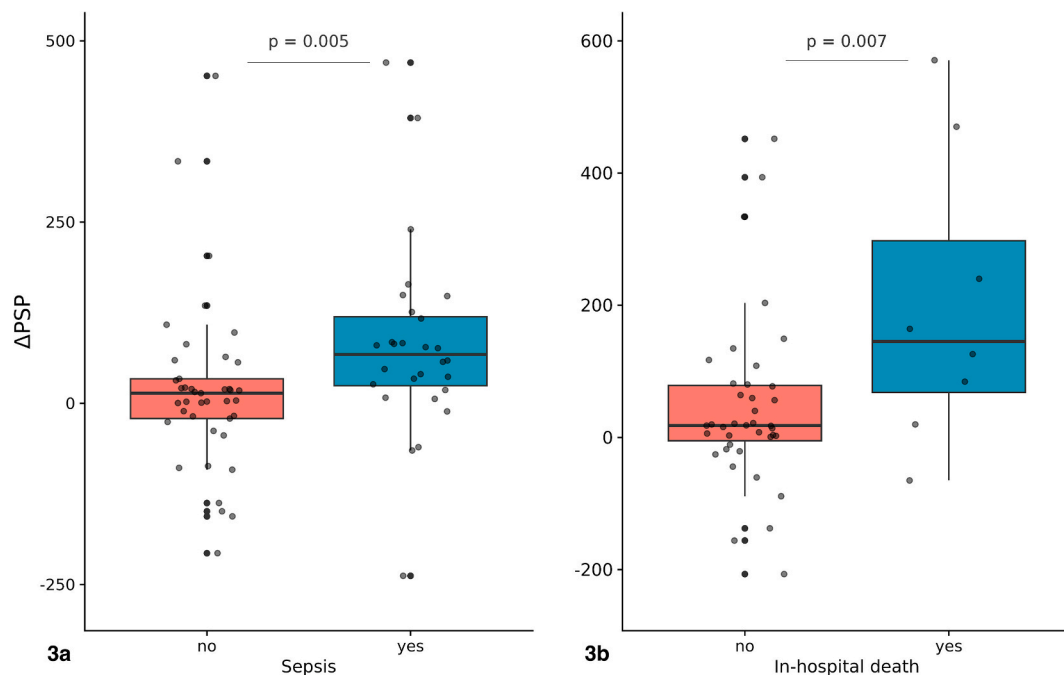 500
250
0
-250
ΔPSP
p = 0.005
no
yes
Sepsis
3a
600
400
200
0
-200
p = 0.007
no
yes
In-hospital death
3b